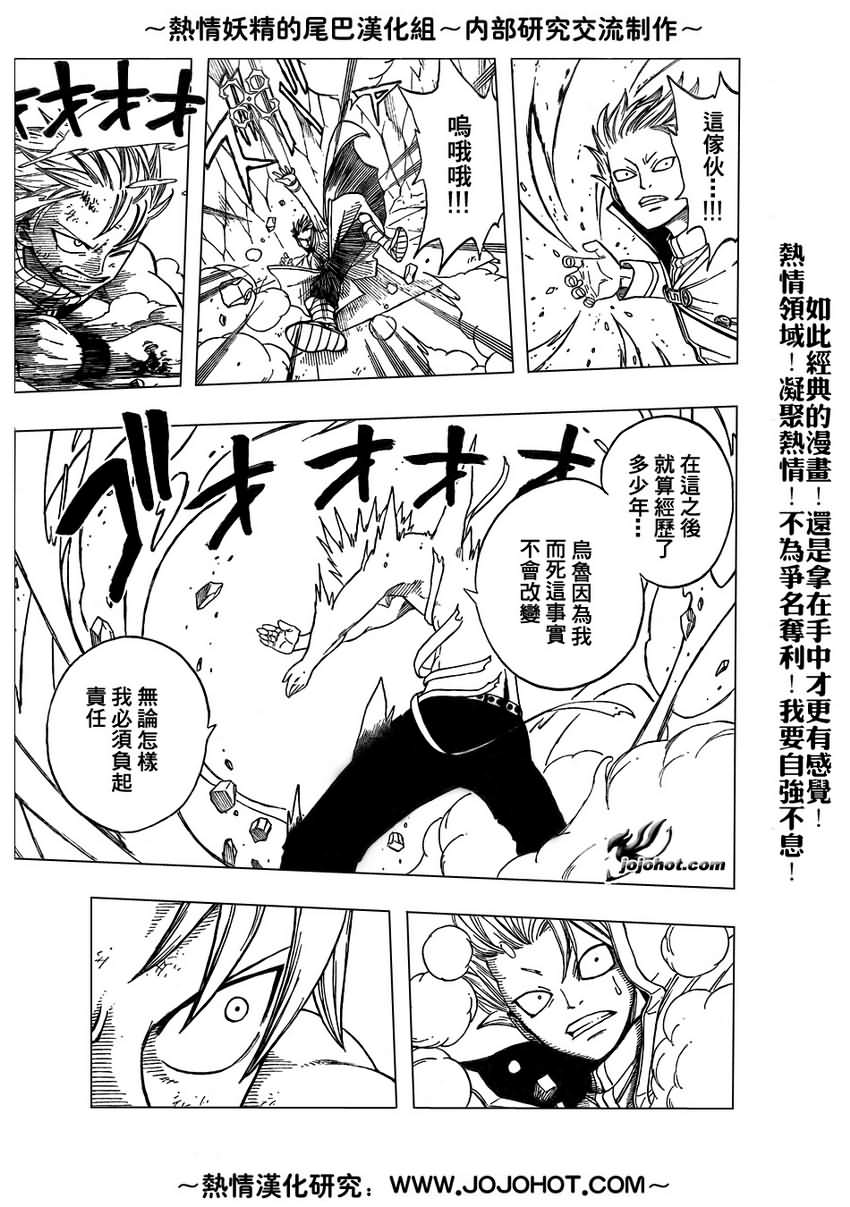 ～熱情妖精的尾巴漢化組～内部研究交流制作～
這傢伙…!!!
嗚哦哦!!!
オオオオ
在這之後
就算經歷了
多少年…
烏魯因為我
而死這事實
不會改變
ゴオオオオ
無論怎樣
我必須負起
責任
jojohot.com
如此經典的漫畫！還是拿在手中才更有感覺！
熱情領域！凝聚熱情！不為爭名奪利！我要自強不息！
～熱情漢化研究：WWW.JOJOHOT.COM～